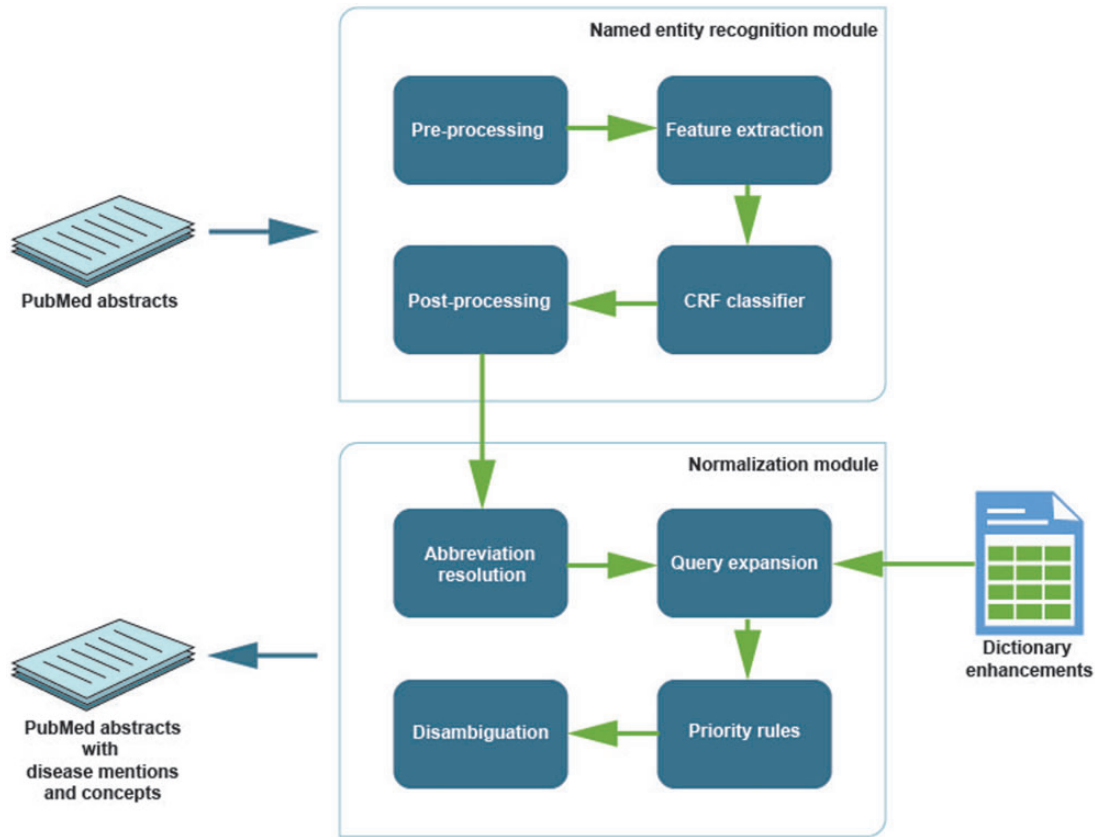 Named entity recognition module
Pre-processing
Feature extraction
PubMed abstracts
Post-processing
CRF classifier
Normalization module
Abbreviation
resolution
Query expansion
Dictionary
enhancements
Disambiguation
Priority rules
PubMed abstracts
with
disease mentions
and concepts